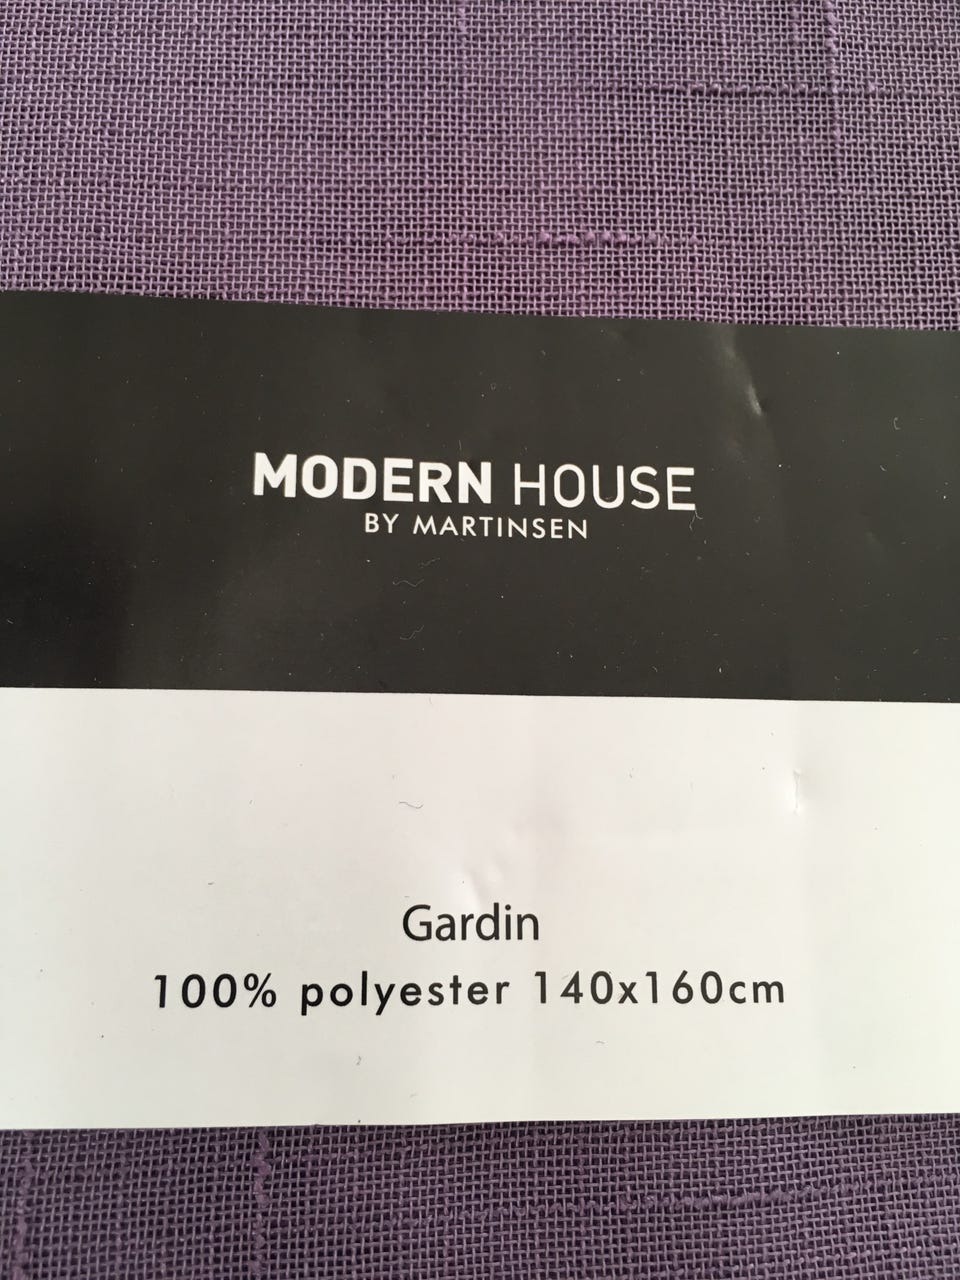 MODERN HOUSE
BY MARTINSEN
Gardin
100% polyester 140x160cm